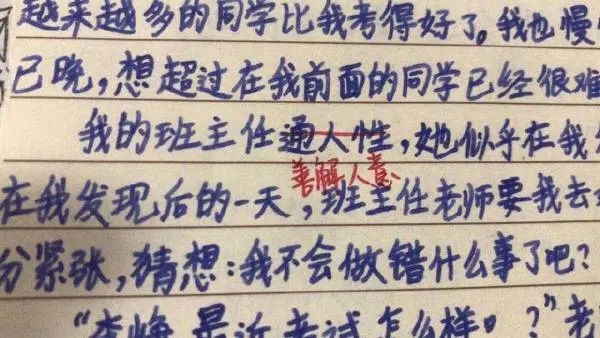 越来越多的同学比我考得好了。我也慢
已晚,想超过在我前面的同学已经很难
我的班主任通人性,她似乎在我
善解人意
在我发现后的一天,班主任老师要我去
分紧张,猜想:我不会做错什么事了吧?
最近考试怎么样。?”老